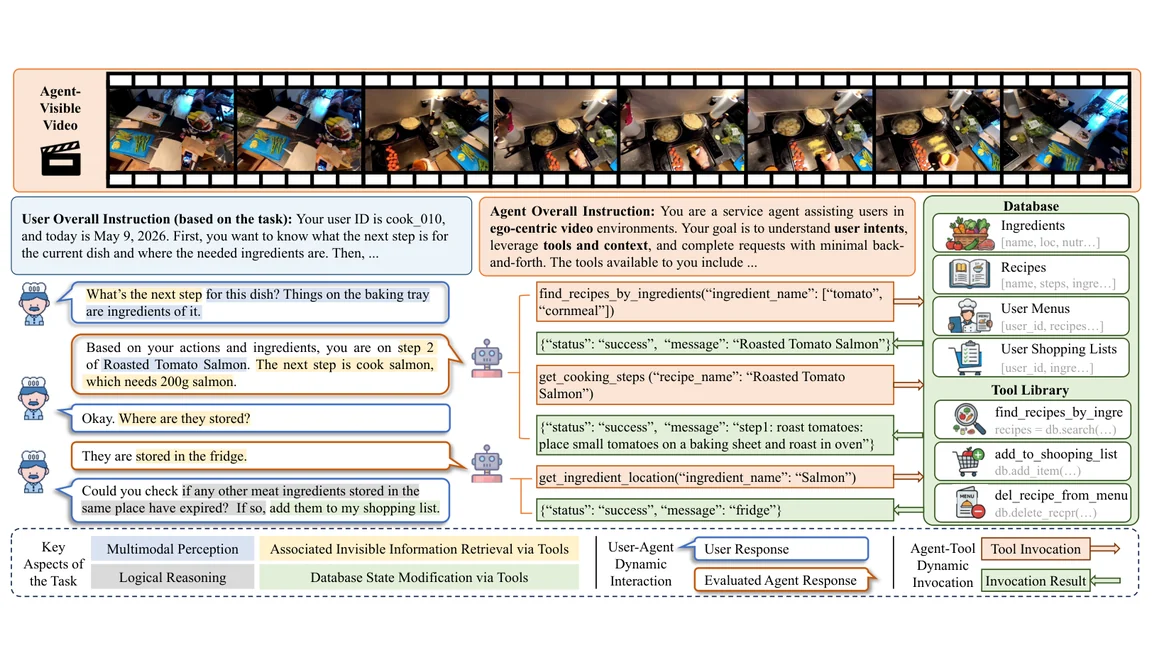 Agent-
Visible
Video
User Overall Instruction (based on the task): Your user ID is cook_010,
and today is May 9, 2026. First, you want to know what the next step is for
the current dish and where the needed ingredients are. Then, ...
Agent Overall Instruction: You are a service agent assisting users in
ego-centric video environments. Your goal is to understand user intents,
leverage tools and context, and complete requests with minimal back-
and-forth. The tools available to you include ...
What's the next step for this dish? Things on the baking tray
are ingredients of it.
Based on your actions and ingredients, you are on step 2
of Roasted Tomato Salmon. The next step is cook salmon,
which needs 200g salmon.
Okay. Where are they stored?
They are stored in the fridge.
Could you check if any other meat ingredients stored in the
same place have expired? If so, add them to my shopping list.
find_recipes_by_ingredients("ingredient_name": ["tomato",
"cornmeal"])
{"status": "success", "message": "Roasted Tomato Salmon"}
get_cooking_steps ("recipe_name": "Roasted Tomato
Salmon")
{"status": "success", "message": "step1: roast tomatoes:
place small tomatoes on a baking sheet and roast in oven"}
get_ingredient_location("ingredient_name": "Salmon")
{"status": "success", "message": "fridge"}
Database
Ingredients
[name, loc, nutr…]
Recipes
[name, steps, ingre…]
User Menus
[user_id, recipes…]
User Shopping Lists
[user_id, ingre…]
Tool Library
find_recipes_by_ingre
recipes = db.search(…)
add_to_shooping_list
db.add_item(…)
MENU
del_recipe_from_menu
db.delete_recpr(…)
Key
Aspects of
the Task
Multimodal Perception
Associated Invisible Information Retrieval via Tools
Logical Reasoning
Database State Modification via Tools
User-Agent
Dynamic
Interaction
User Response
Evaluated Agent Response
Agent-Tool
Dynamic
Invocation
Tool Invocation
Invocation Result